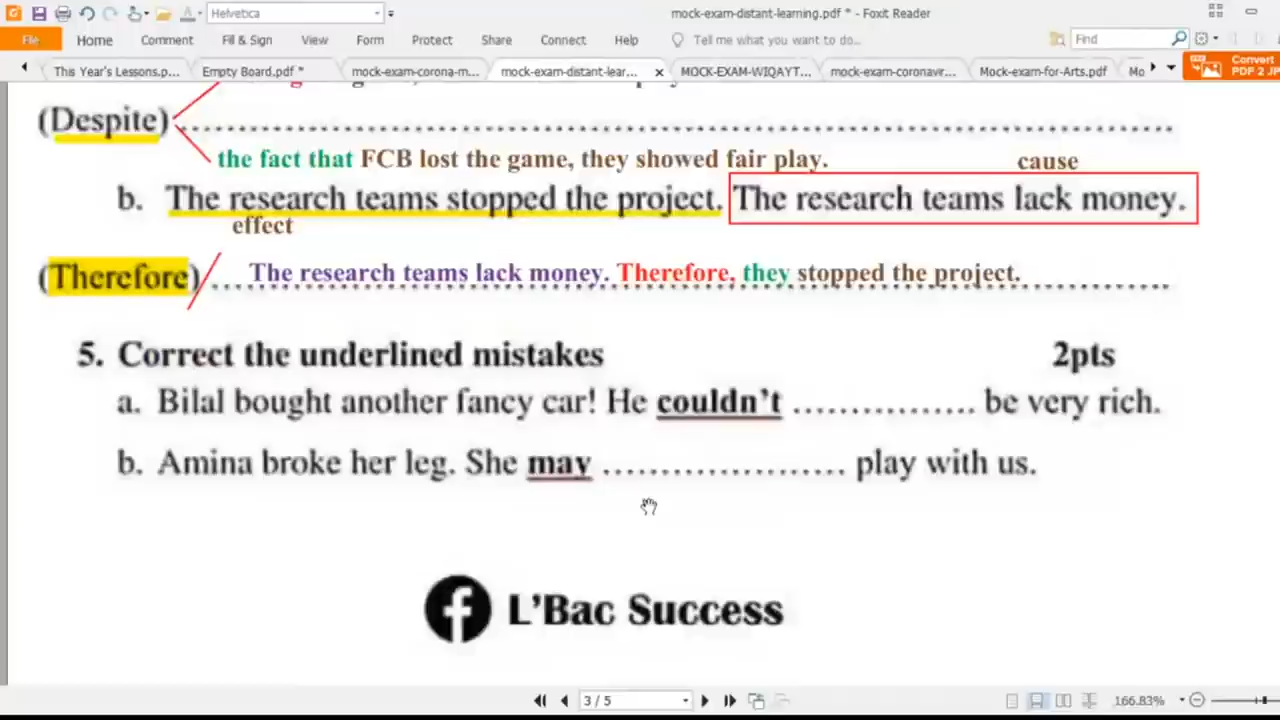 Helvetica
mock-exam-distant-learning.pdf * - Foxit Reader
File Home Comment Fill & Sign View Form Protect Share Connect Help Tell me what you want to do... Find
This Year's Lessons.p... Empty Board.pdf * mock-exam-corona-m... mock-exam-distant-lear... MOCK-EXAM-WIQAYT... mock-exam-coronavir... Mock-exam-for-Arts.pdf Mo Convert
PDF 2 JP
(Despite) ................................................
the fact that FCB lost the game, they showed fair play. cause
b. The research teams stopped the project. The research teams lack money.
effect
(Therefore) .... The research teams lack money. Therefore, they stopped the project. ................
5. Correct the underlined mistakes 2pts
a. Bilal bought another fancy car! He couldn't ................ be very rich.
b. Amina broke her leg. She may ..................... play with us.
f L'Bac Success
3 / 5 166.83%